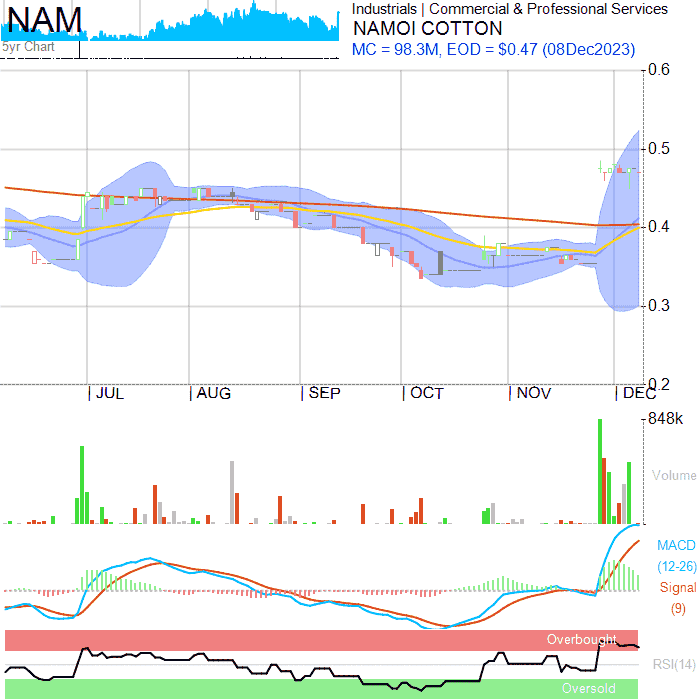 NAM
5yr Chart
Industrials | Commercial & Professional Services
NAMOI COTTON
MC = 98.3M, EOD = $0.47 (08Dec2023)
0.6
0.5
0.4
0.3
0.2
JUL
AUG
SEP
OCT
NOV
DEC
848k
Volume
MACD
(12-26)
Signal
(9)
Overbought
RSI(14)
Oversold